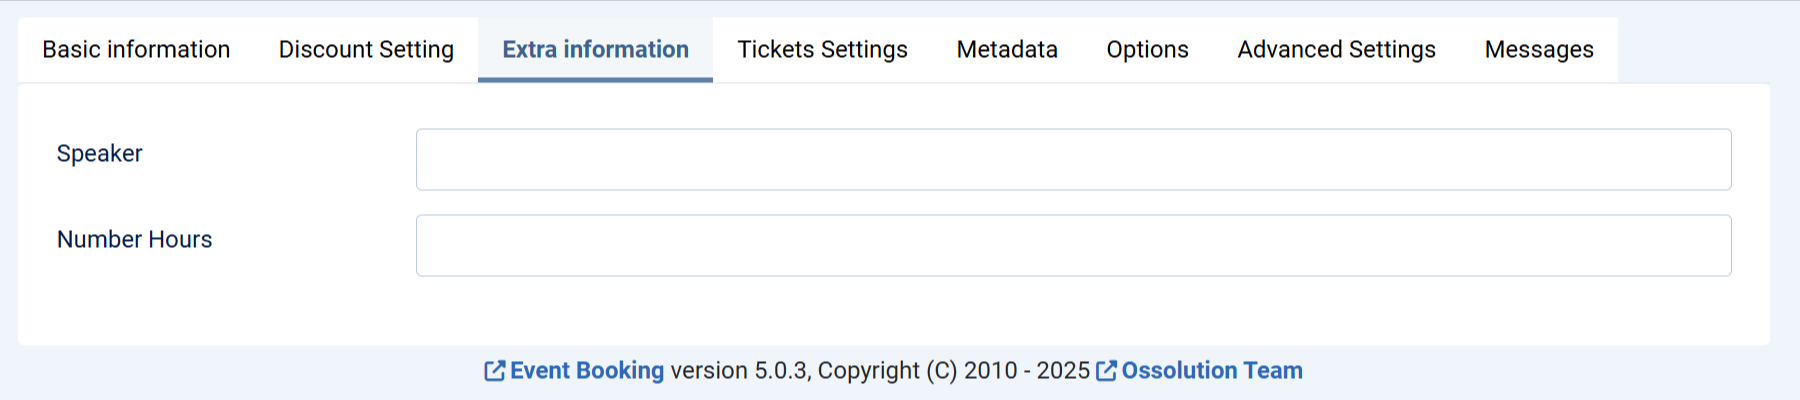 Basic information Discount Setting Extra information Tickets Settings Metadata Options Advanced Settings Messages
Speaker
Number Hours
Event Booking version 5.0.3, Copyright (C) 2010 - 2025 Ossolution Team